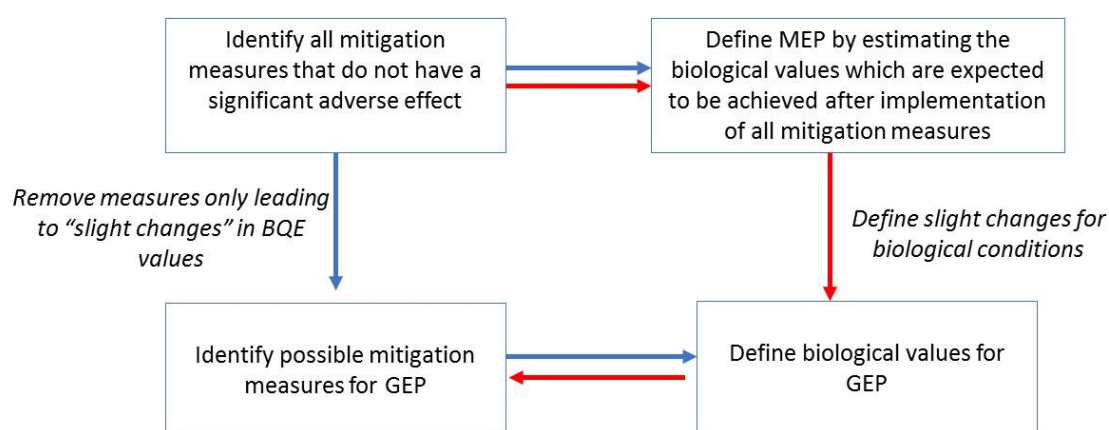 Identify all mitigation
measures that do not have a
significant adverse effect
Define MEP by estimating the
biological values which are expected
to be achieved after implementation
of all mitigation measures
Remove measures only leading
to “slight changes” in BQE
values
Define slight changes for
biological conditions
Identify possible mitigation
measures for GEP
Define biological values for
GEP